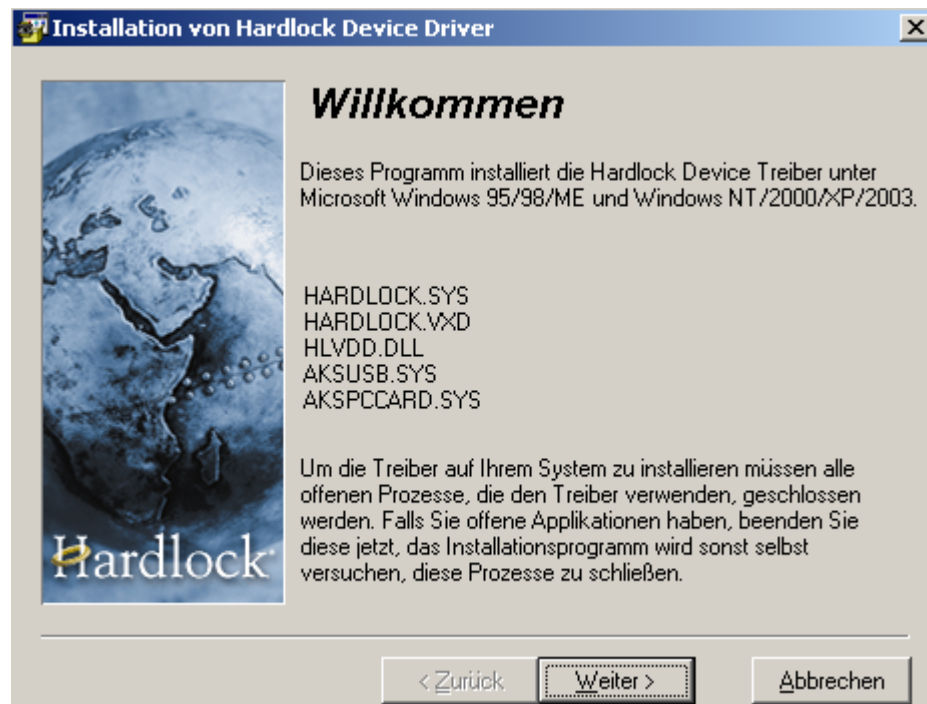 Installation von Hardlock Device Driver
Willkommen
Dieses Programm installiert die Hardlock Device Treiber unter
Microsoft Windows 95/98/ME und Windows NT/2000/XP/2003.
HARDLOCK.SYS
HARDLOCK.VXD
HLVDD.DLL
AKSUSB.SYS
AKSPCCARD.SYS
Um die Treiber auf Ihrem System zu installieren müssen alle
offenen Prozesse, die den Treiber verwenden, geschlossen
werden. Falls Sie offene Applikationen haben, beenden Sie
diese jetzt, das Installationsprogramm wird sonst selbst
versuchen, diese Prozesse zu schließen.
Hardlock
< Zurück Weiter > Abbrechen